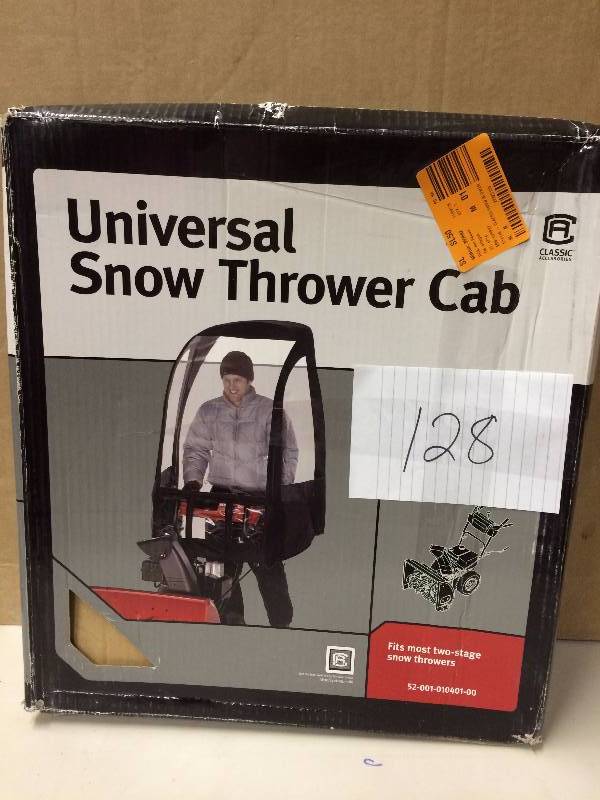 Universal
Snow Thrower Cab
CLASSIC
ACCESSORIES
128
Fits most two-stage
snow throwers
52-001-010401-00